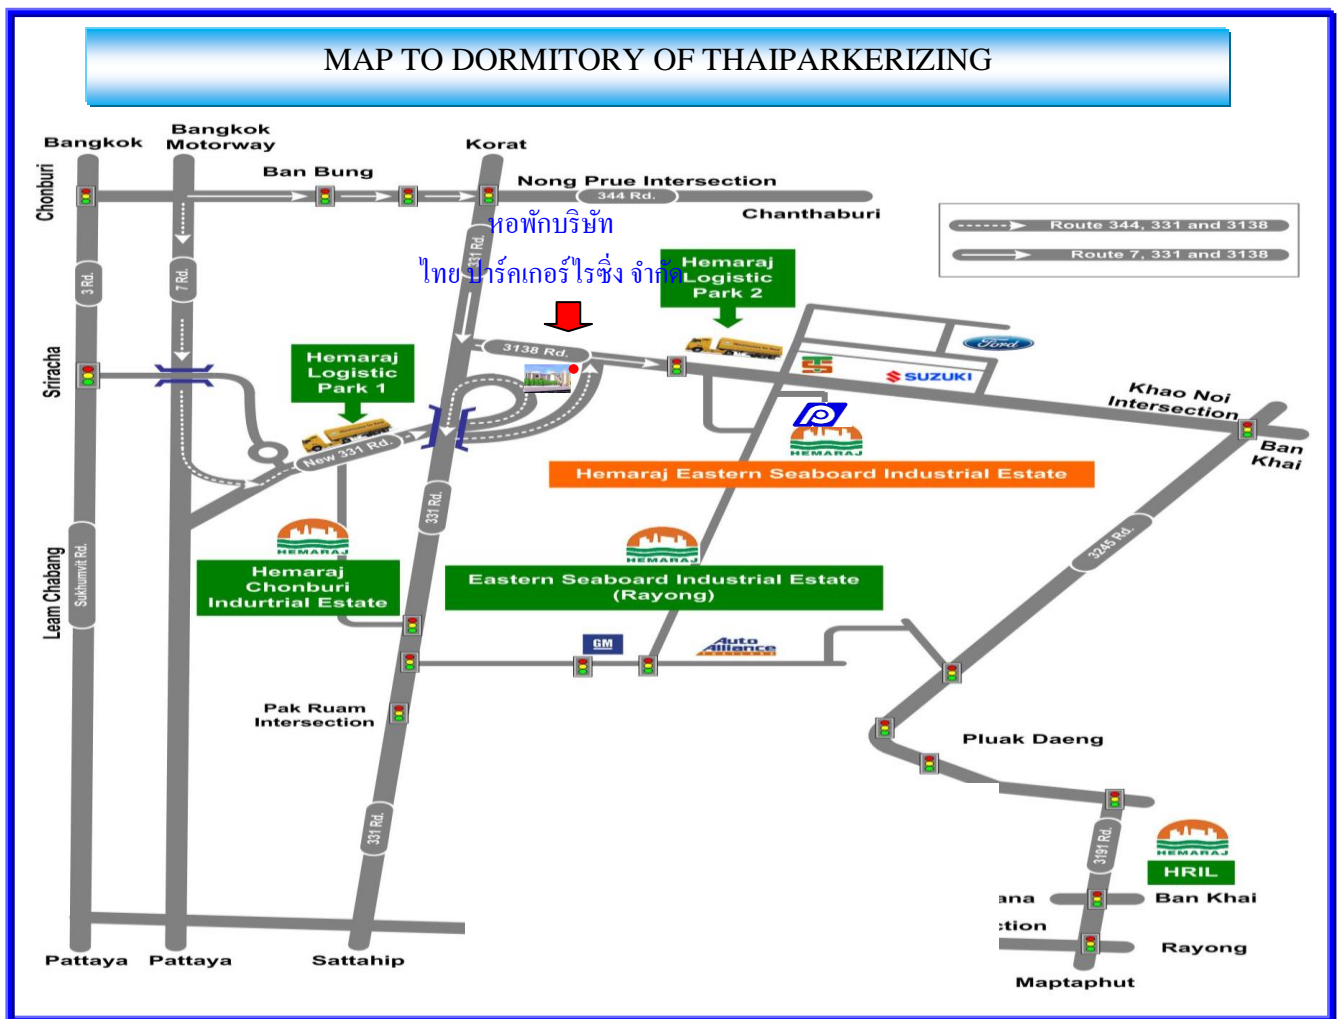 MAP TO DORMITORY OF THAIPARKERIZING
Bangkok
Bangkok
Motorway
Korat
Ban Bung
Nong Prue Intersection
344 Rd.
Chanthaburi
Chonburi
หอพักบริษัท
ไทย ปาร์คเกอร์ไรซิ่ง จำกัด
331 Rd.
Route 344, 331 and 3138
Route 7, 331 and 3138
3 Rd.
7 Rd.
Hemaraj
Logistic
Park 2
Sriracha
Hemaraj
Logistic
Park 1
3138 Rd.
Ford
SUZUKI
Khao Noi
Intersection
Ban
Khai
New 331 Rd.
HEMARAJ
Hemaraj Eastern Seaboard Industrial Estate
331 Rd.
3245 Rd.
Leam Chabang
Sukhumvit Rd.
HEMARAJ
Hemaraj
Chonburi
Indurtrial Estate
HEMARAJ
Eastern Seaboard Industrial Estate
(Rayong)
GM
Auto
Alliance
Pak Ruam
Intersection
Pluak Daeng
331 Rd.
3191 Rd.
HEMARAJ
HRIL
ana
Ban Khai
ction
Rayong
Pattaya
Pattaya
Sattahip
Maptaphut